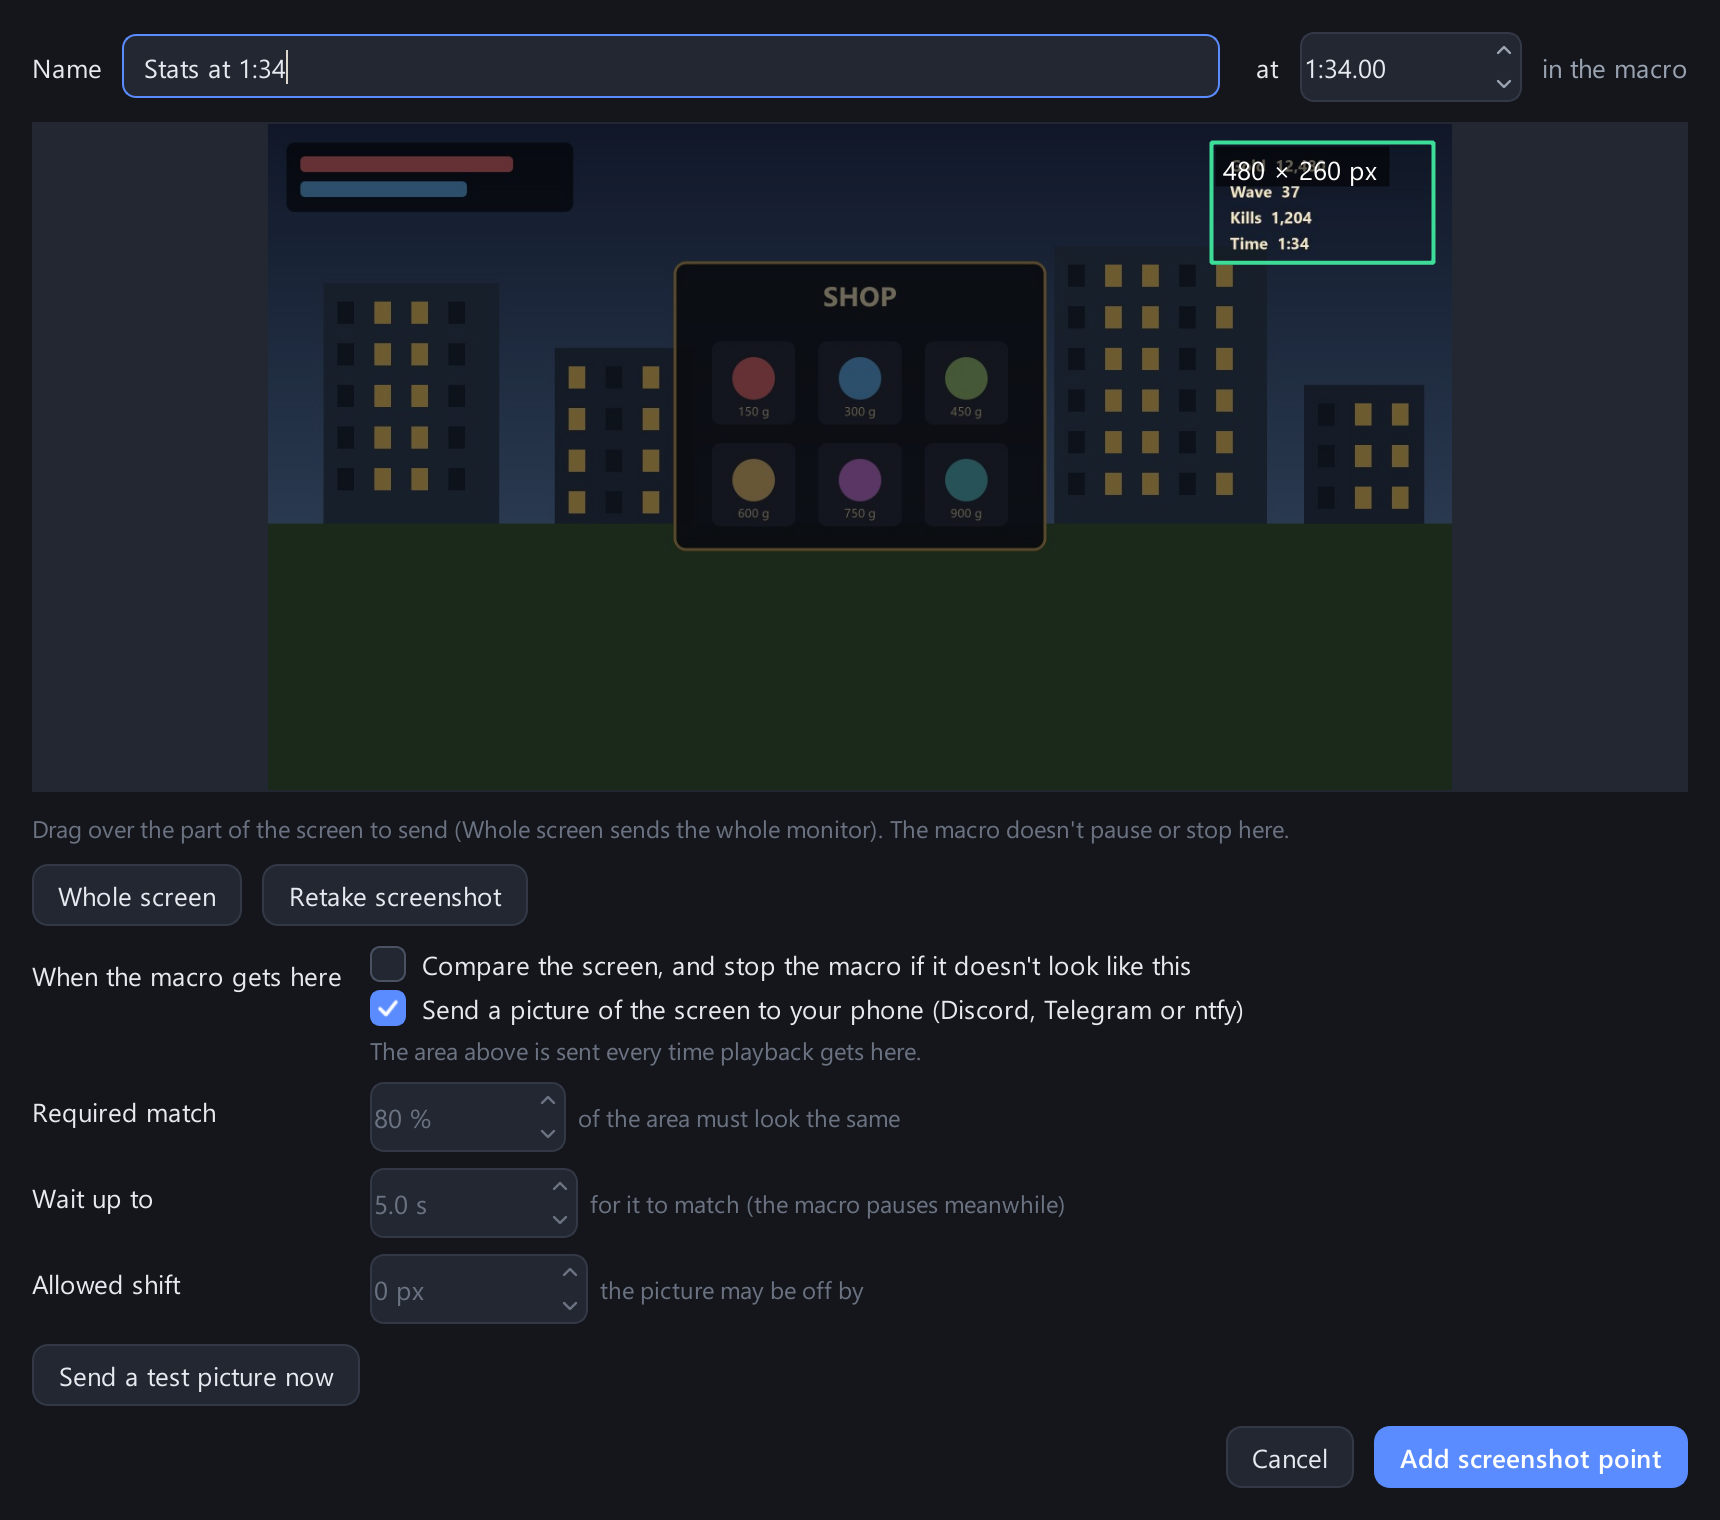 Name
Stats at 1:34
at
1:34.00
in the macro
480 × 260 px
Wave 37
Kills 1,204
Time 1:34
SHOP
150 g
300 g
450 g
600 g
750 g
900 g
Drag over the part of the screen to send (Whole screen sends the whole monitor). The macro doesn't pause or stop here.
Whole screen
Retake screenshot
When the macro gets here
Compare the screen, and stop the macro if it doesn't look like this
Send a picture of the screen to your phone (Discord, Telegram or ntfy)
The area above is sent every time playback gets here.
Required match
80 %
of the area must look the same
Wait up to
5.0 s
for it to match (the macro pauses meanwhile)
Allowed shift
0 px
the picture may be off by
Send a test picture now
Cancel
Add screenshot point